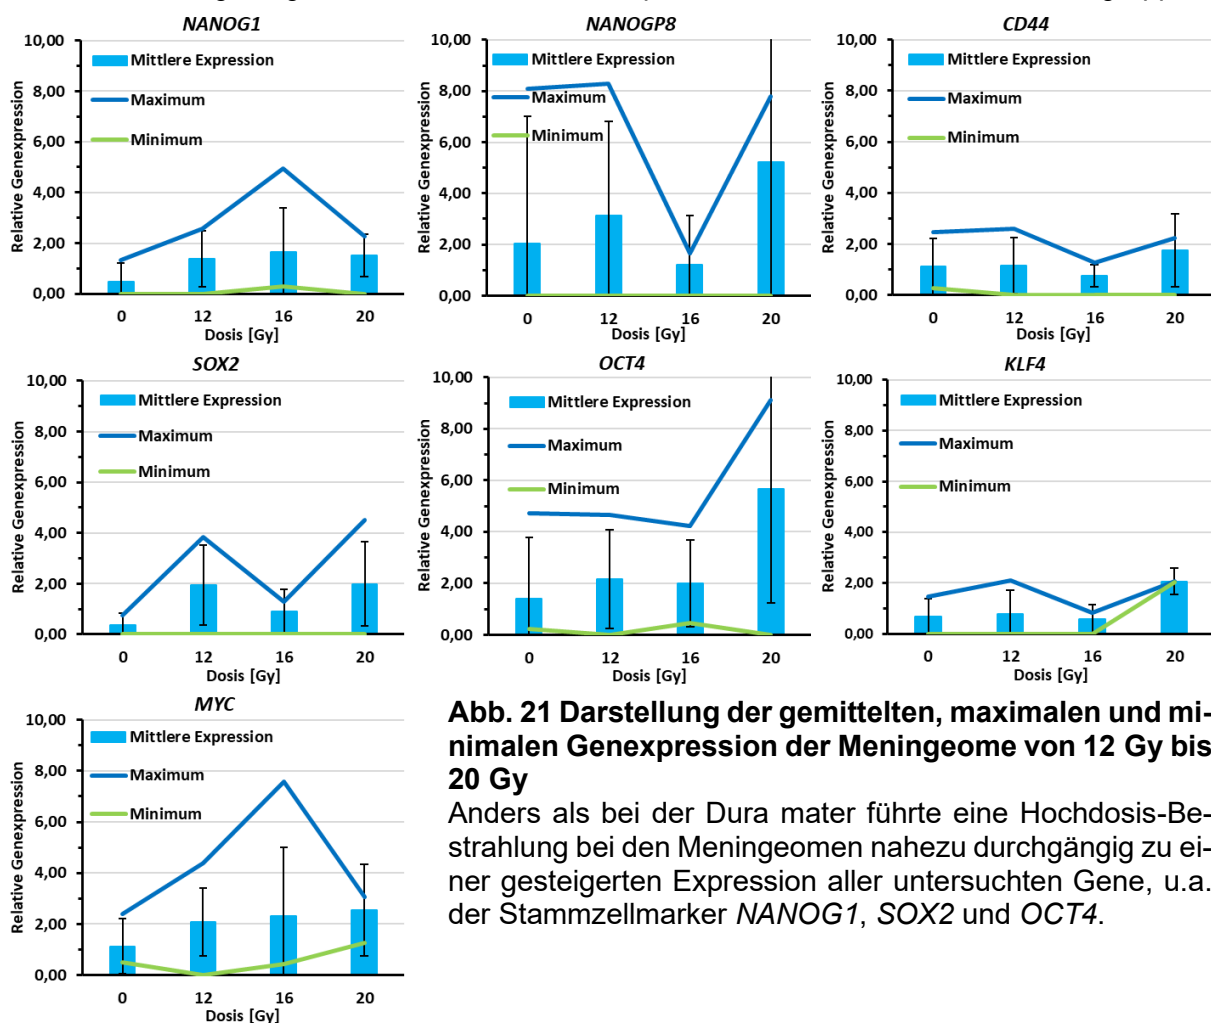 NANOG1
10,00
8,00
6,00
4,00
2,00
0,00
Relative Genexpression
Mittlere Expression
Maximum
Minimum
0 12 16 20
Dosis [Gy]
NANOGP8
10,00
8,00
6,00
4,00
2,00
0,00
Relative Genexpression
Mittlere Expression
Maximum
Minimum
0 12 16 20
Dosis [Gy]
CD44
10,00
8,00
6,00
4,00
2,00
0,00
Relative Genexpression
Mittlere Expression
Maximum
Minimum
0 12 16 20
Dosis [Gy]
SOX2
10,00
8,00
6,00
4,00
2,00
0,00
Relative Genexpression
Mittlere Expression
Maximum
Minimum
0 12 16 20
Dosis [Gy]
OCT4
10,00
8,00
6,00
4,00
2,00
0,00
Relative Genexpression
Mittlere Expression
Maximum
Minimum
0 12 16 20
Dosis [Gy]
KLF4
10,00
8,00
6,00
4,00
2,00
0,00
Relative Genexpression
Mittlere Expression
Maximum
Minimum
0 12 16 20
Dosis [Gy]
MYC
10,00
8,00
6,00
4,00
2,00
0,00
Relative Genexpression
Mittlere Expression
Maximum
Minimum
0 12 16 20
Dosis [Gy]
Abb. 21 Darstellung der gemittelten, maximalen und mi-
nimalen Genexpression der Meningeome von 12 Gy bis
20 Gy
Anders als bei der Dura mater führte eine Hochdosis-Be-
strahlung bei den Meningeomen nahezu durchgängig zu ei-
ner gesteigerten Expression aller untersuchten Gene, u.a.
der Stammzellmarker NANOG1, SOX2 und OCT4.